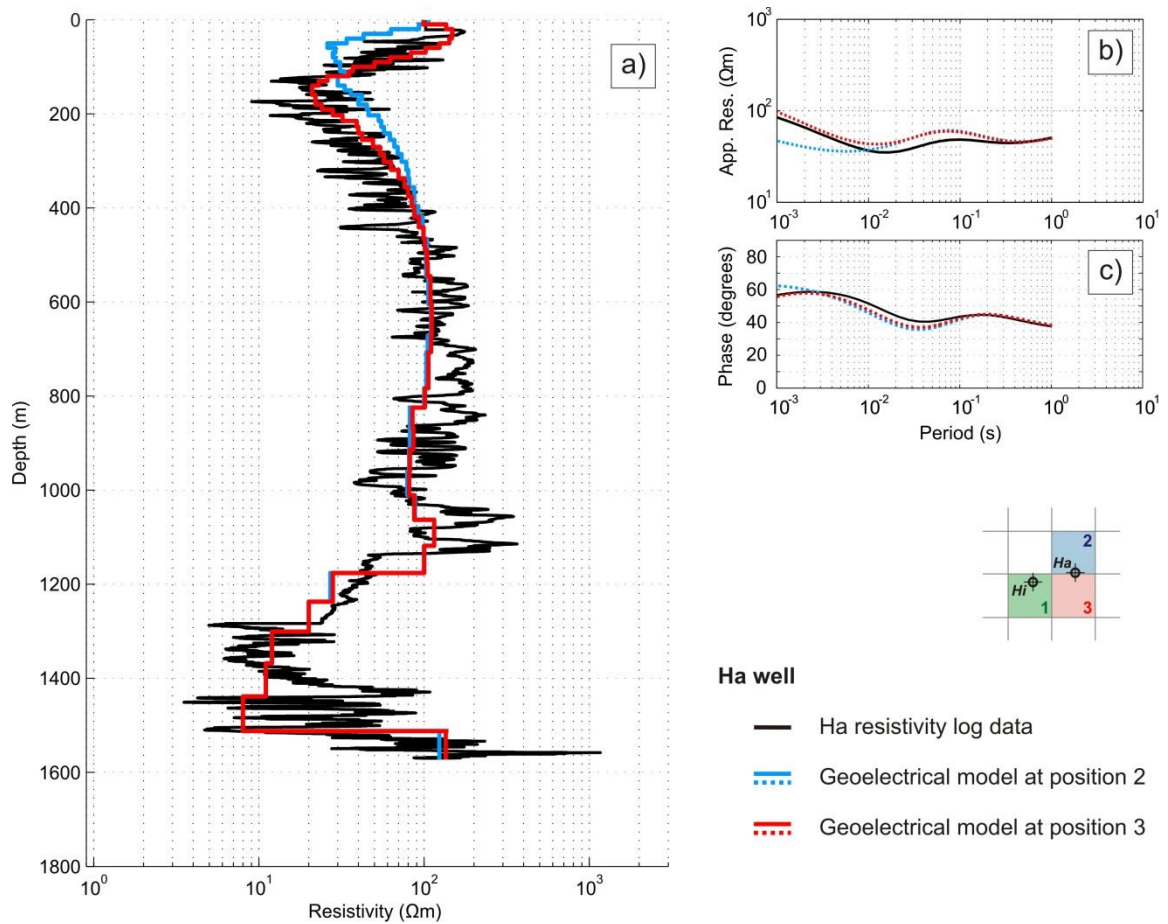 0
200
400
600
800
1000
1200
1400
1600
1800
Depth (m)
10⁰
10¹
10²
10³
Resistivity (Ωm)
a)
10³
10²
10¹
App. Res. (Ωm)
b)
10⁻³
10⁻²
10⁻¹
10⁰
10¹
80
60
40
20
0
Phase (degrees)
c)
10⁻³
10⁻²
10⁻¹
10⁰
10¹
Period (s)
2
Ha
Hi
1
3
Ha well
Ha resistivity log data
Geoelectrical model at position 2
Geoelectrical model at position 3